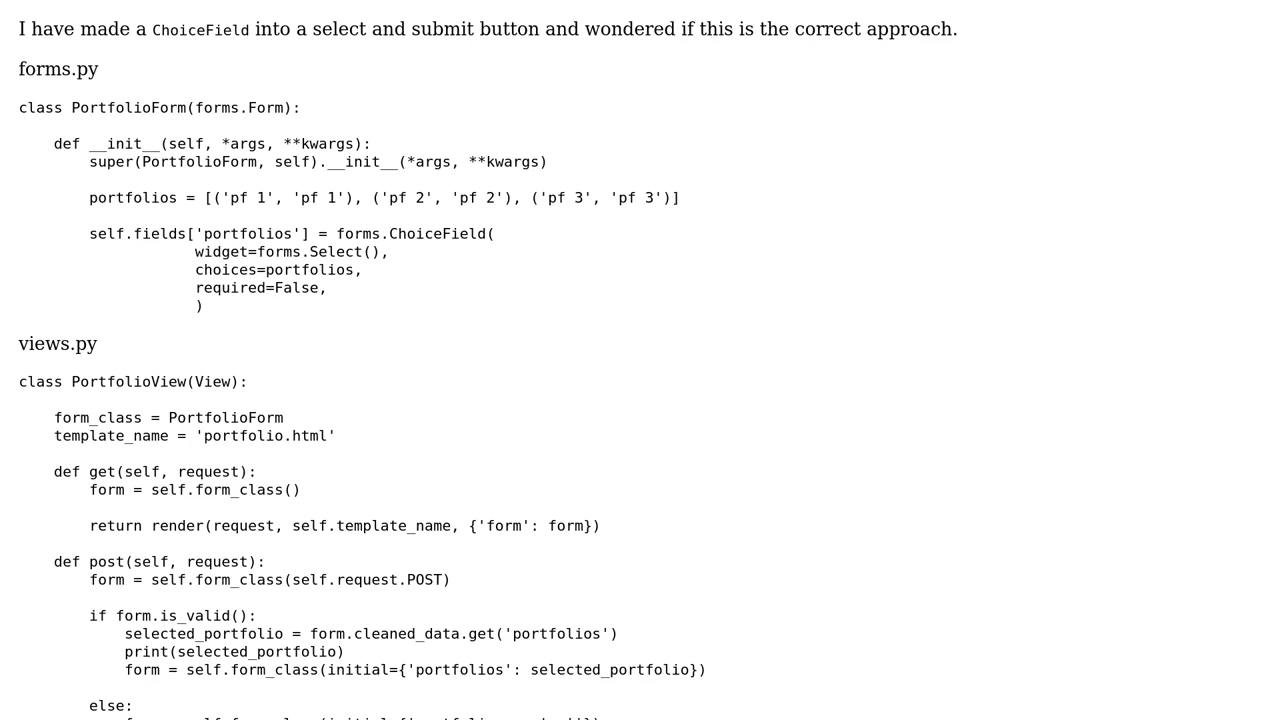 I have made a ChoiceField into a select and submit button and wondered if this is the correct approach.
forms.py
class PortfolioForm(forms.Form):
    def __init__(self, *args, **kwargs):
        super(PortfolioForm, self).__init__(*args, **kwargs)
        portfolios = [('pf 1', 'pf 1'), ('pf 2', 'pf 2'), ('pf 3', 'pf 3')]
        self.fields['portfolios'] = forms.ChoiceField(
                    widget=forms.Select(),
                    choices=portfolios,
                    required=False,
                    )
views.py
class PortfolioView(View):
    form_class = PortfolioForm
    template_name = 'portfolio.html'
    def get(self, request):
        form = self.form_class()
        return render(request, self.template_name, {'form': form})
    def post(self, request):
        form = self.form_class(self.request.POST)
        if form.is_valid():
            selected_portfolio = form.cleaned_data.get('portfolios')
            print(selected_portfolio)
            form = self.form_class(initial={'portfolios': selected_portfolio})
        else: